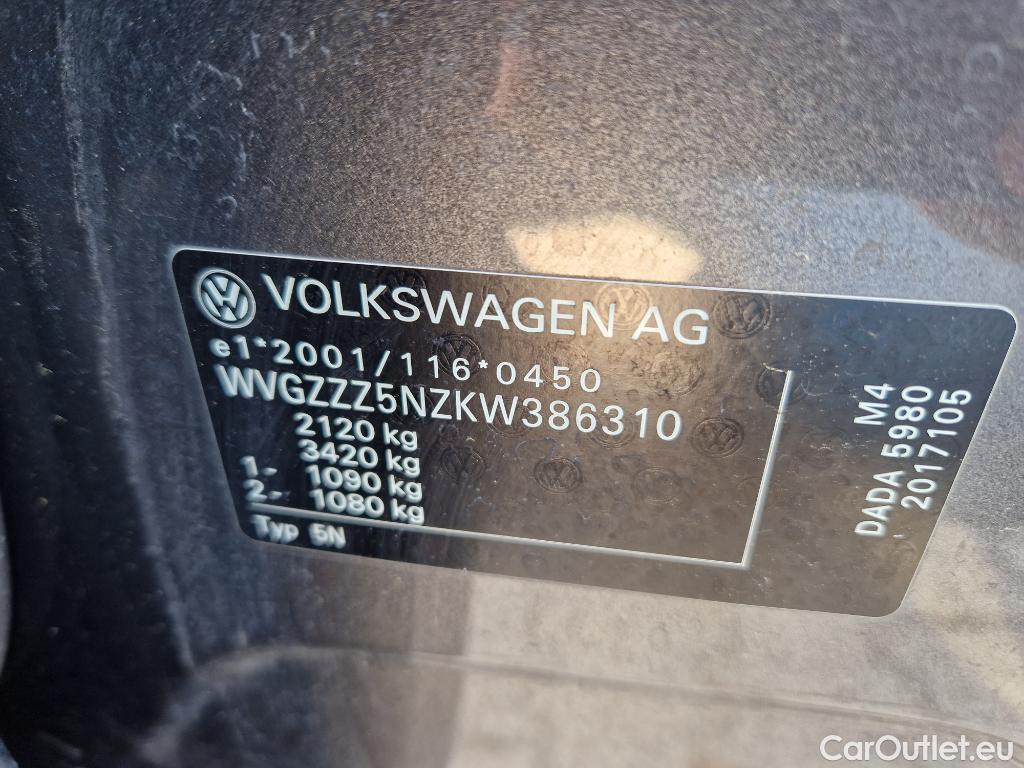 VOLKSWAGEN AG
e1*2001/116*0450
WVGZZZ5NZKW386310
2120 kg
3420 kg
1- 1090 kg
2- 1080 kg
Typ 5N
M4
DADA 5980
2017105
CarOutlet.eu